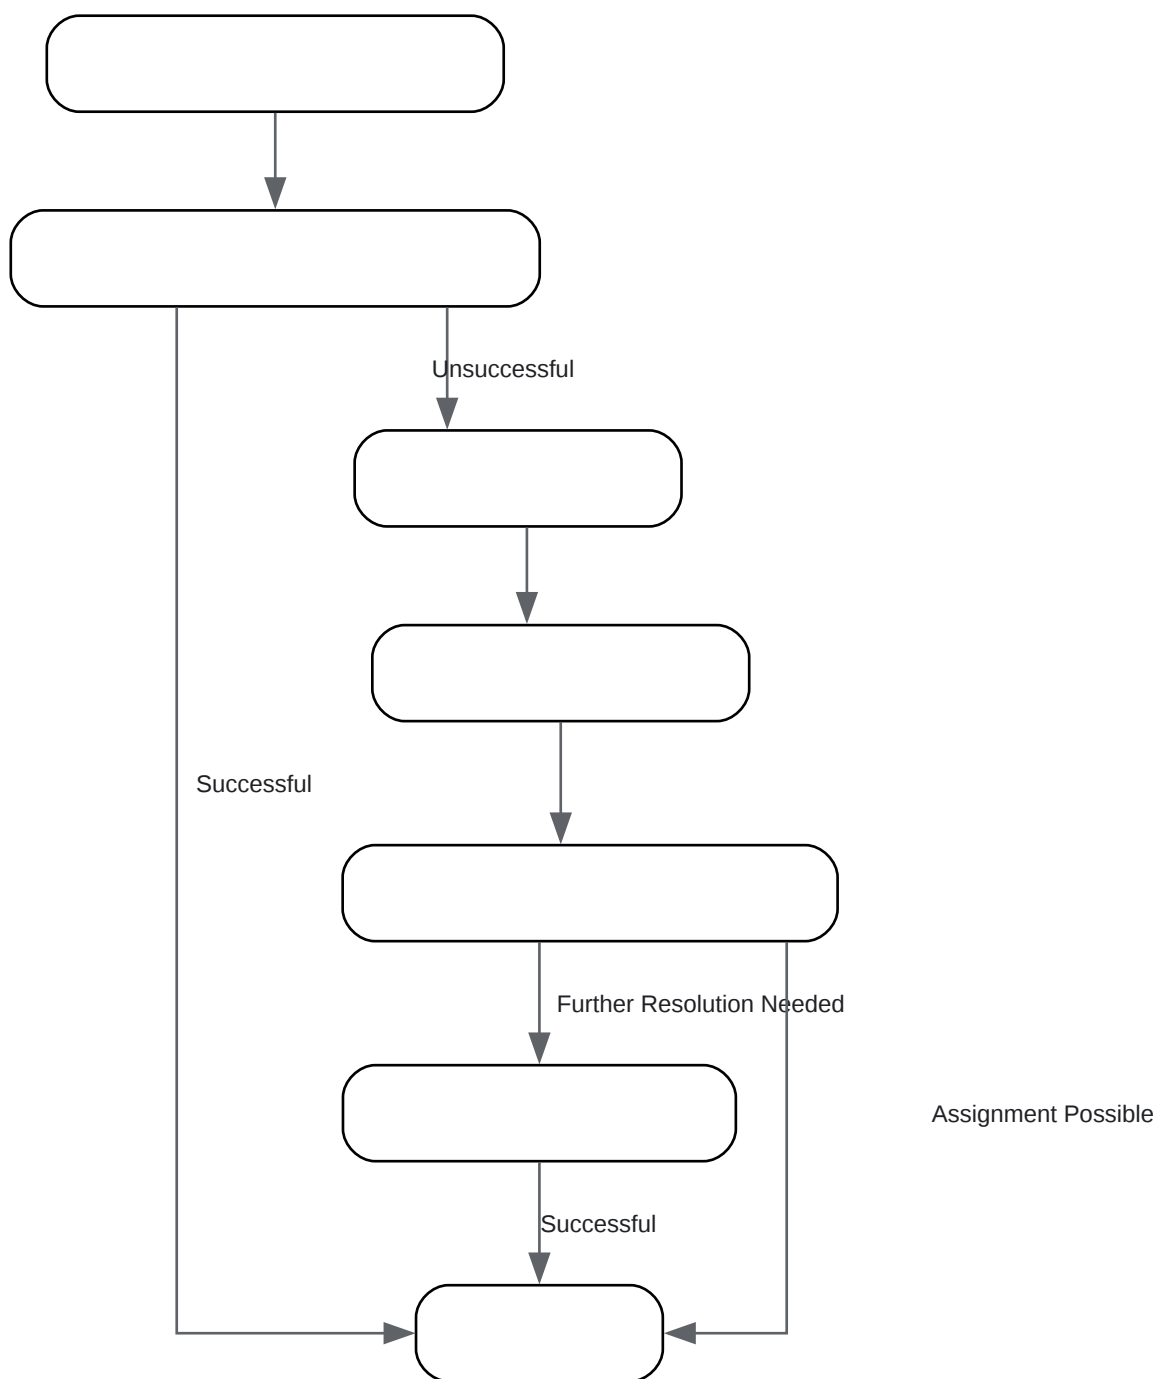 Unsuccessful
Successful
Further Resolution Needed
Assignment Possible
Successful